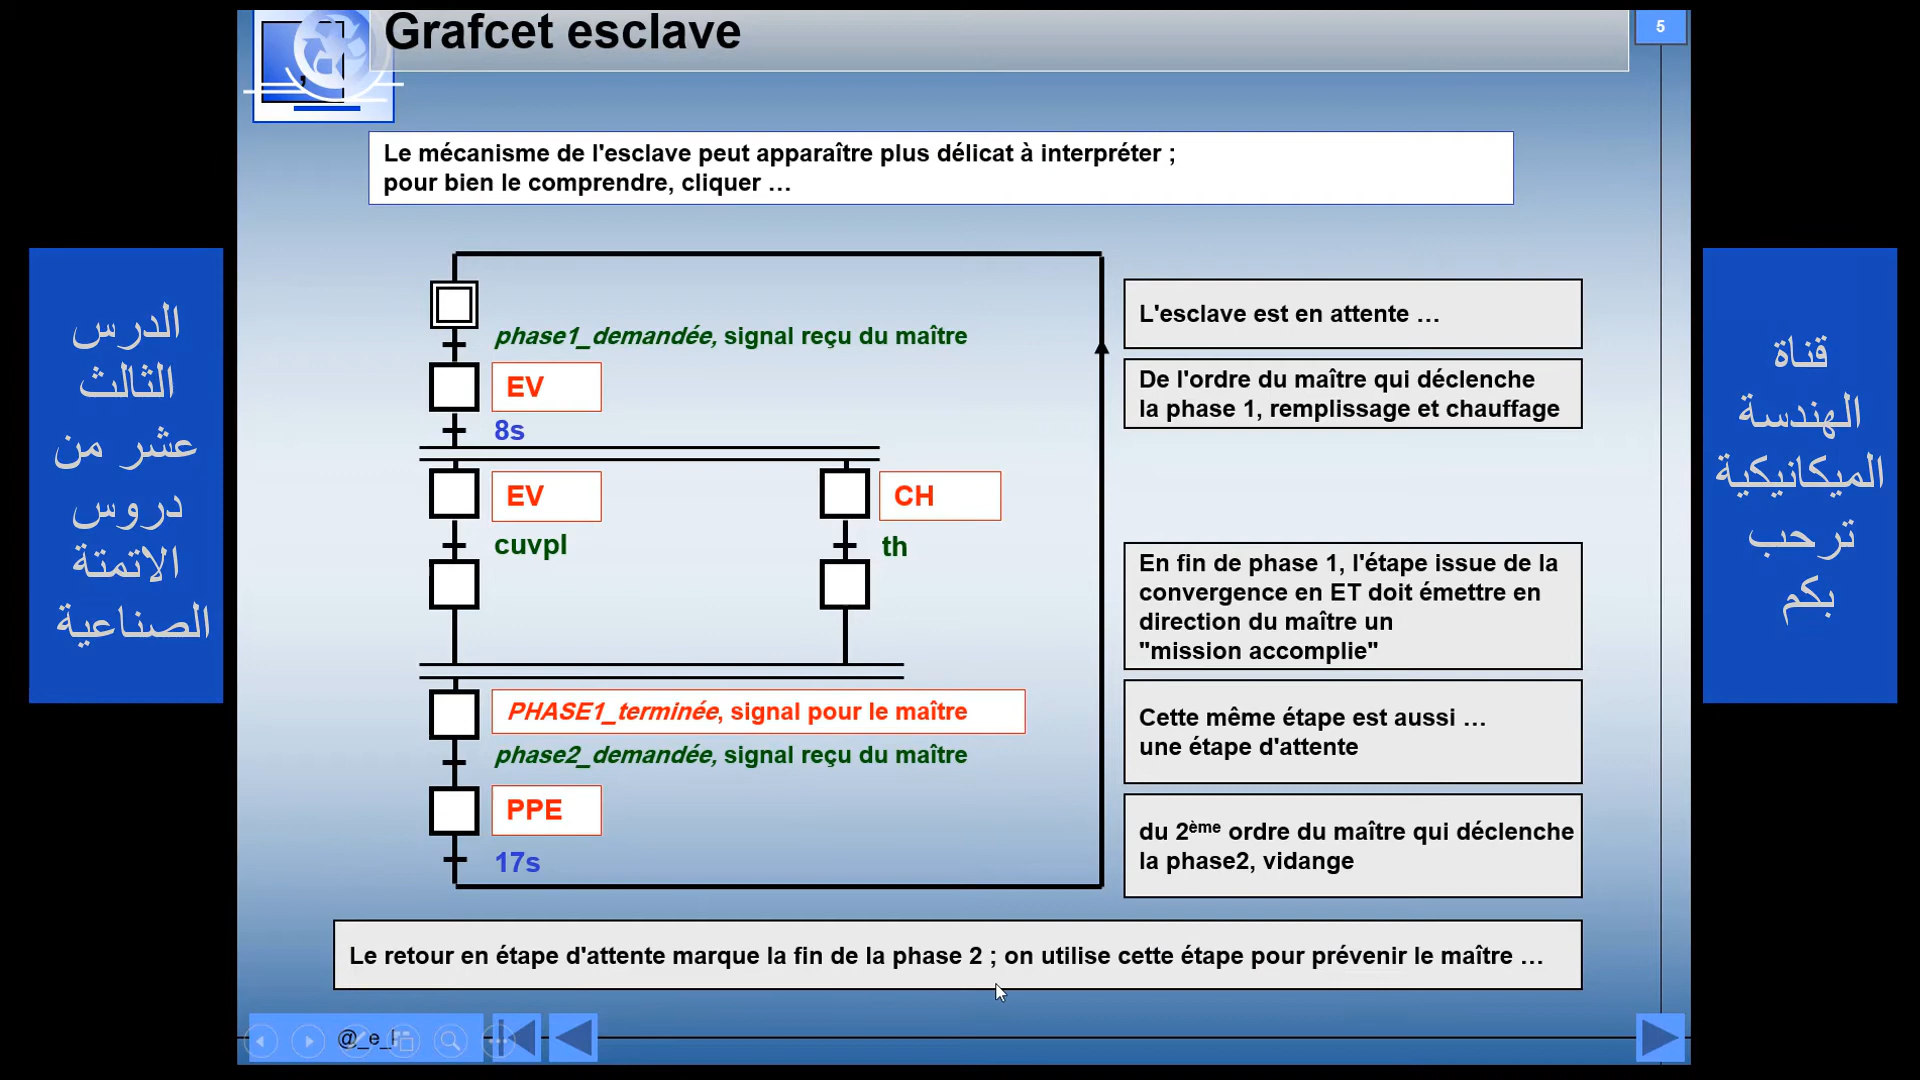 Grafcet esclave
5
Le mécanisme de l'esclave peut apparaître plus délicat à interpréter ;
pour bien le comprendre, cliquer …
الدرس
الثالث
عشر من
دروس
الاتمتة
الصناعية
phase1_demandée, signal reçu du maître
EV
8s
EV
CH
cuvpl
th
PHASE1_terminée, signal pour le maître
phase2_demandée, signal reçu du maître
PPE
17s
L'esclave est en attente …
De l'ordre du maître qui déclenche
la phase 1, remplissage et chauffage
En fin de phase 1, l'étape issue de la
convergence en ET doit émettre en
direction du maître un
"mission accomplie"
Cette même étape est aussi …
une étape d'attente
du 2ème ordre du maître qui déclenche
la phase2, vidange
Le retour en étape d'attente marque la fin de la phase 2 ; on utilise cette étape pour prévenir le maître …
قناة
الهندسة
الميكانيكية
ترحب
بكم